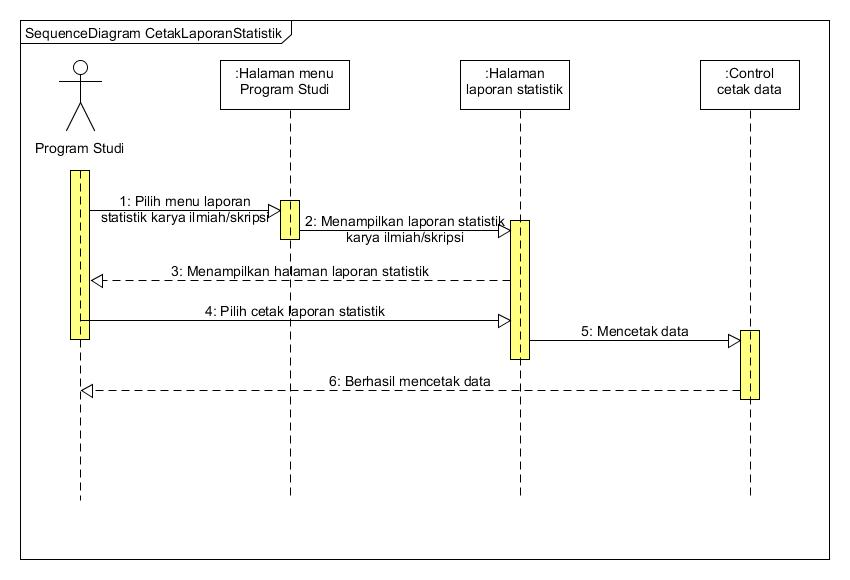 SequenceDiagram CetakLaporanStatistik
:Halaman menu
Program Studi
:Halaman
laporan statistik
:Control
cetak data
Program Studi
1: Pilih menu laporan
statistik karya ilmiah/skripsi
2: Menampilkan laporan statistik
karya ilmiah/skripsi
3: Menampilkan halaman laporan statistik
4: Pilih cetak laporan statistik
5: Mencetak data
6: Berhasil mencetak data